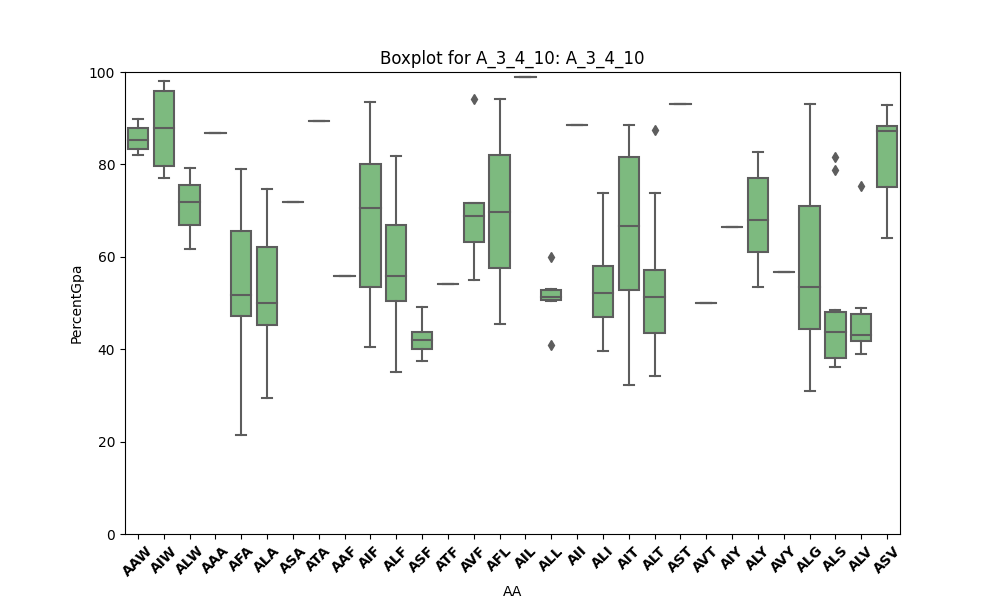 Boxplot for A_3_4_10: A_3_4_10
100
80
60
40
20
0
PercentGpa
AAW AIW ALW AAA AFA ALA ASA ATA AAF AIF ALF ASF ATF AVF AFL AIL ALL AII ALI AIT ALT AST AVT AIY ALY AVY ALG ALS ALV ASV
AA